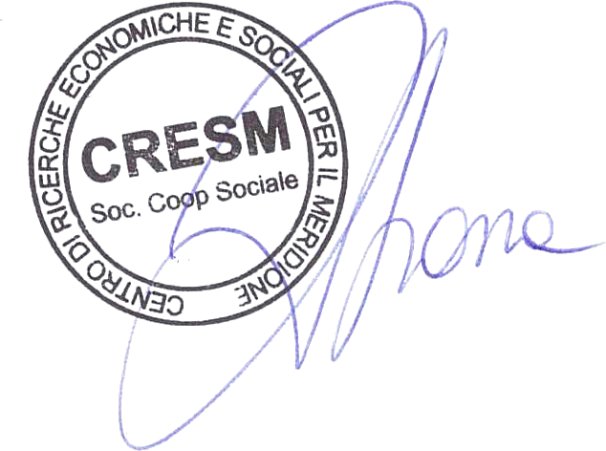 CENTRO DI RICERCHE ECONOMICHE E SOCIALI PER IL MERIDIONE
CRESM
Soc. Coop Sociale